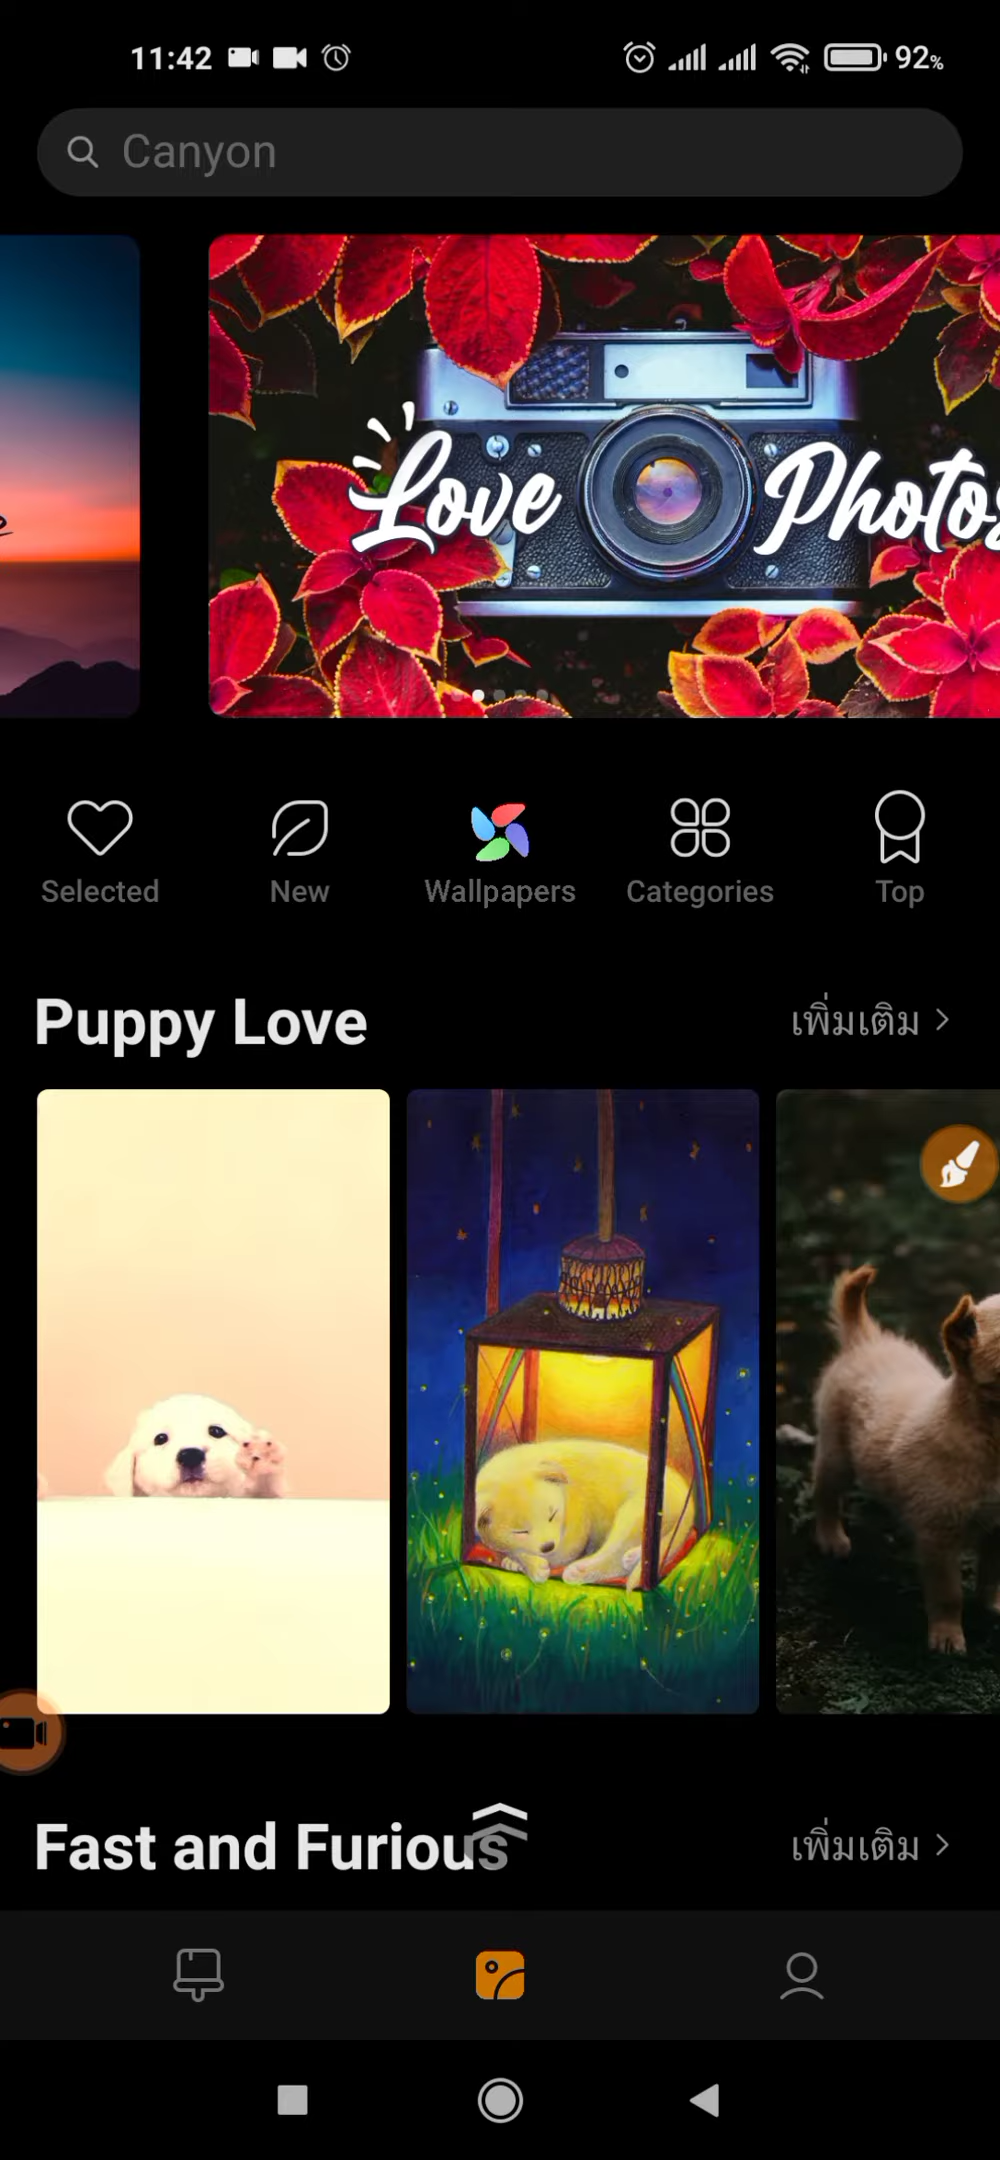 11:42
92%
Canyon
Love Photos
Selected
New
Wallpapers
Categories
Top
Puppy Love
เพิ่มเติม
Fast and Furious
เพิ่มเติม